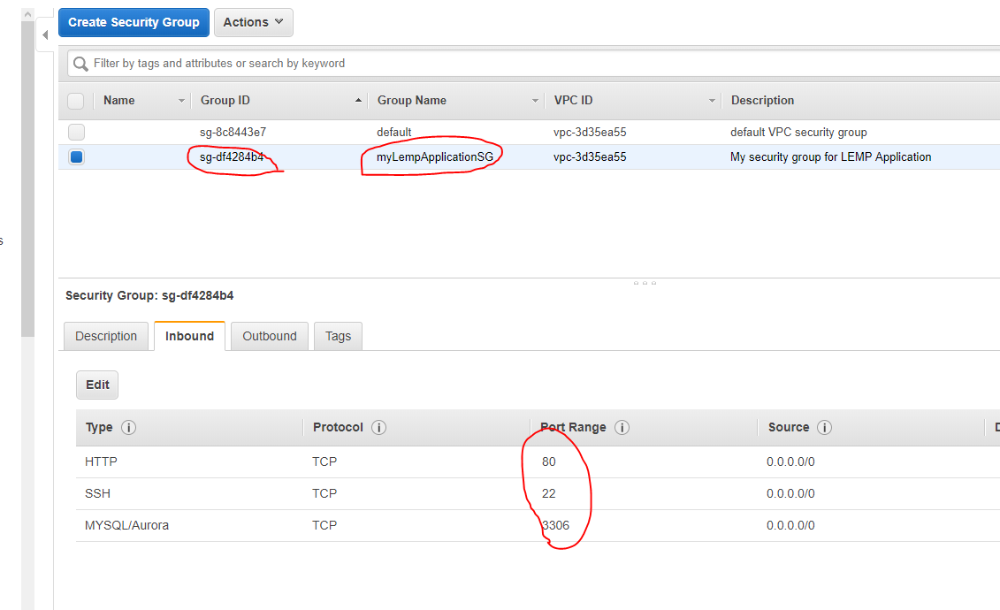 Create Security Group Actions
Filter by tags and attributes or search by keyword
Name Group ID Group Name VPC ID Description
sg-8c8443e7 default vpc-3d35ea55 default VPC security group
sg-df4284b4 myLempApplicationSG vpc-3d35ea55 My security group for LEMP Application
s
Security Group: sg-df4284b4
Description Inbound Outbound Tags
Edit
Type Protocol Port Range Source D
HTTP TCP 80 0.0.0.0/0
SSH TCP 22 0.0.0.0/0
MYSQL/Aurora TCP 3306 0.0.0.0/0